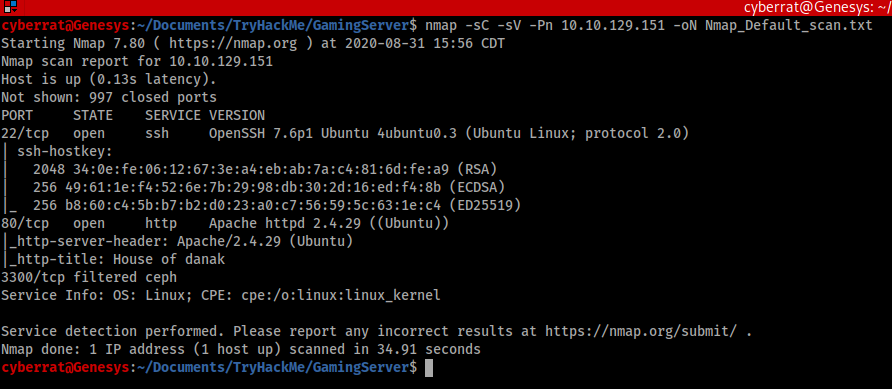 cyberrat@Genesys: ~/
cyberrat@Genesys:~/Documents/TryHackMe/GamingServer$ nmap -sC -sV -Pn 10.10.129.151 -oN Nmap_Default_scan.txt
Starting Nmap 7.80 ( https://nmap.org ) at 2020-08-31 15:56 CDT
Nmap scan report for 10.10.129.151
Host is up (0.13s latency).
Not shown: 997 closed ports
PORT     STATE    SERVICE VERSION
22/tcp   open     ssh     OpenSSH 7.6p1 Ubuntu 4ubuntu0.3 (Ubuntu Linux; protocol 2.0)
| ssh-hostkey:
|   2048 34:0e:fe:06:12:67:3e:a4:eb:ab:7a:c4:81:6d:fe:a9 (RSA)
|   256 49:61:1e:f4:52:6e:7b:29:98:db:30:2d:16:ed:f4:8b (ECDSA)
|_  256 b8:60:c4:5b:b7:b2:d0:23:a0:c7:56:59:5c:63:1e:c4 (ED25519)
80/tcp   open     http    Apache httpd 2.4.29 ((Ubuntu))
|_http-server-header: Apache/2.4.29 (Ubuntu)
|_http-title: House of danak
3300/tcp filtered ceph
Service Info: OS: Linux; CPE: cpe:/o:linux:linux_kernel

Service detection performed. Please report any incorrect results at https://nmap.org/submit/ .
Nmap done: 1 IP address (1 host up) scanned in 34.91 seconds
cyberrat@Genesys:~/Documents/TryHackMe/GamingServer$